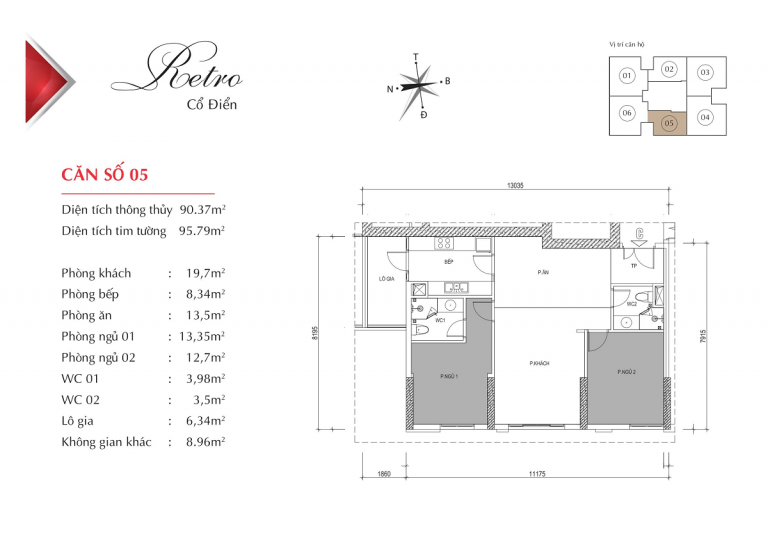 Retro
Cổ Điển
T
B
N
Đ
Vị trí căn hộ
01
02
03
06
05
04
CĂN SỐ 05
Diện tích thông thủy 90.37m²
Diện tích tim tường 95.79m²
Phòng khách : 19,7m²
Phòng bếp : 8,34m²
Phòng ăn : 13,5m²
Phòng ngủ 01 : 13,35m²
Phòng ngủ 02 : 12,7m²
WC 01 : 3,98m²
WC 02 : 3,5m²
Lô gia : 6,34m²
Không gian khác : 8.96m²
13035
BẾP
P.ĂN
TP
LÔ GIA
WC1
WC2
8195
7915
P.KHÁCH
P.NGỦ 1
P.NGỦ 2
1860
11175